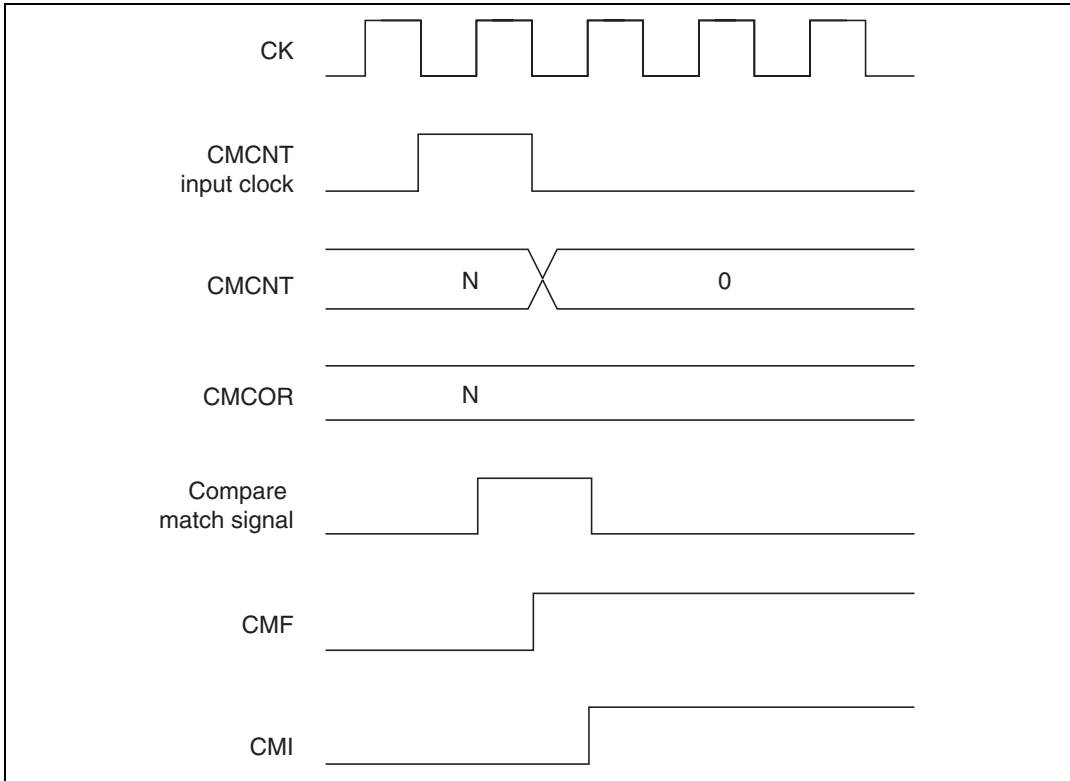 CK
CMCNT
input clock
CMCNT
N
0
CMCOR
N
Compare
match signal
CMF
CMI